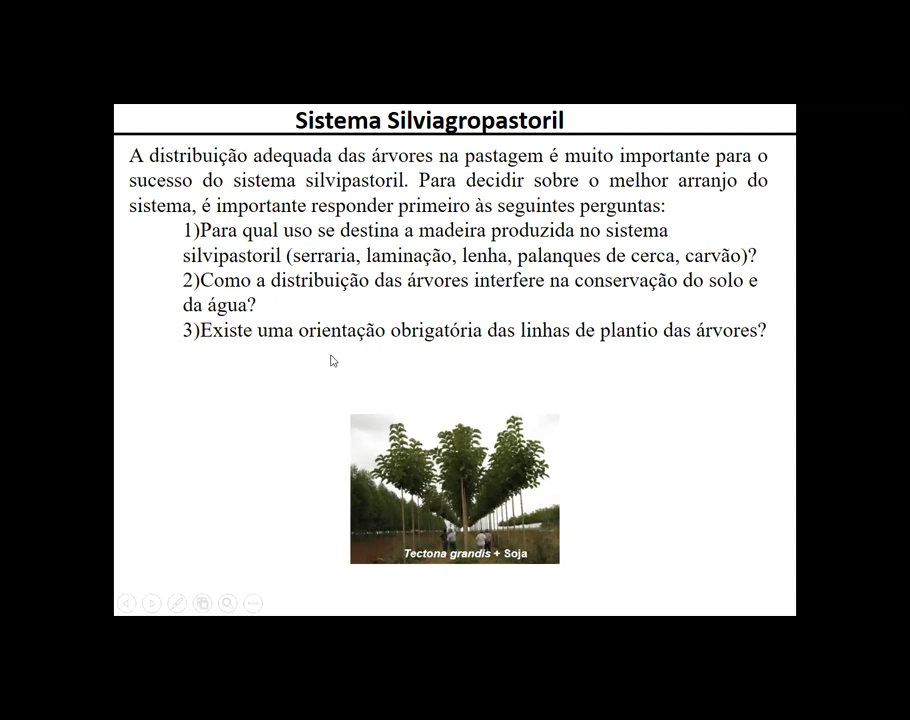 Sistema Silviagropastoril
A distribuição adequada das árvores na pastagem é muito importante para o
sucesso do sistema silvipastoril. Para decidir sobre o melhor arranjo do
sistema, é importante responder primeiro às seguintes perguntas:
1)Para qual uso se destina a madeira produzida no sistema
silvipastoril (serraria, laminação, lenha, palanques de cerca, carvão)?
2)Como a distribuição das árvores interfere na conservação do solo e
da água?
3)Existe uma orientação obrigatória das linhas de plantio das árvores?
Tectona grandis + Soja